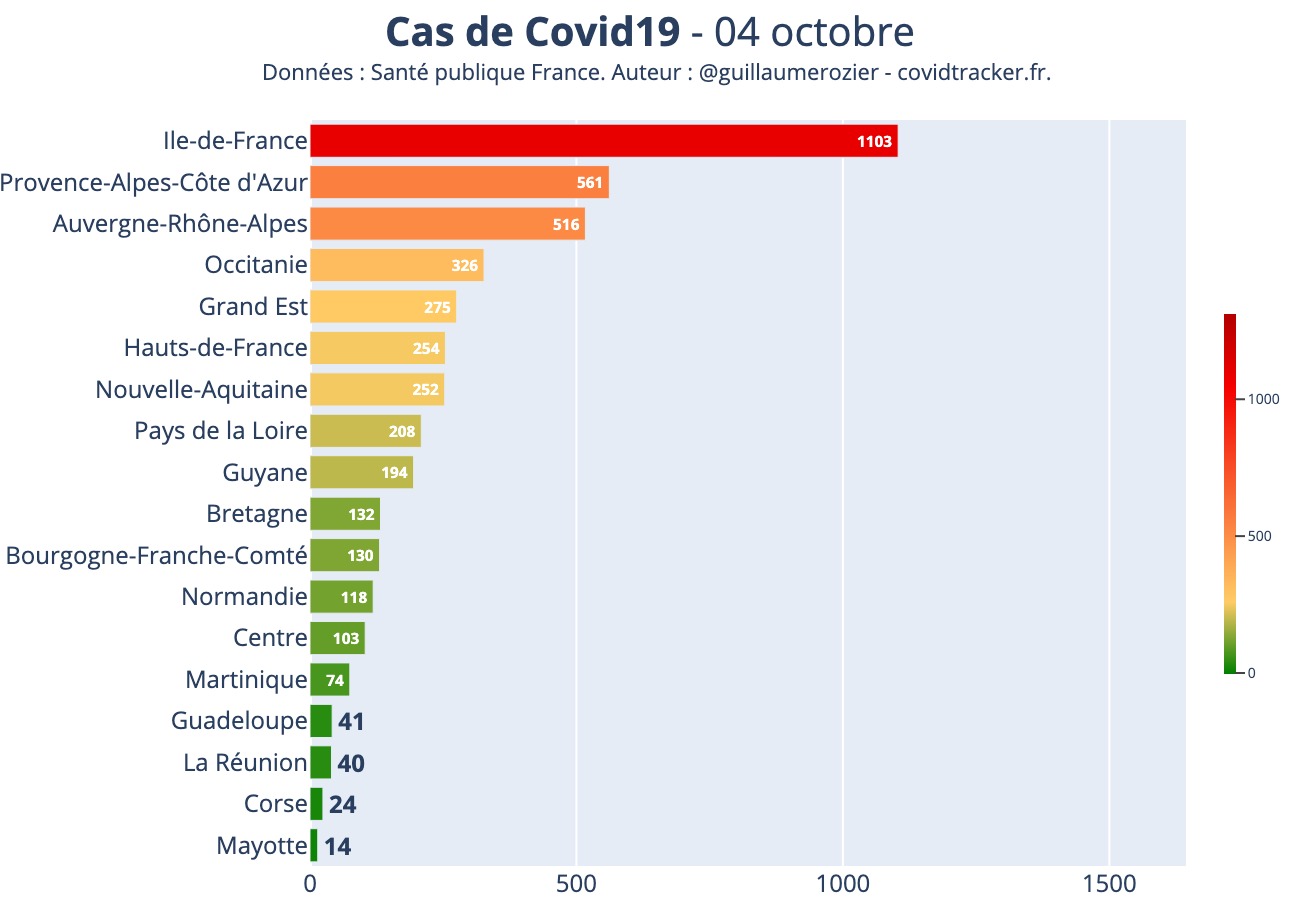 Cas de Covid19 - 04 octobre
Données : Santé publique France. Auteur : @guillaumerozier - covidtracker.fr.
Ile-de-France 1103
Provence-Alpes-Côte d'Azur 561
Auvergne-Rhône-Alpes 516
Occitanie 326
Grand Est 275
Hauts-de-France 254
Nouvelle-Aquitaine 252
Pays de la Loire 208
Guyane 194
Bretagne 132
Bourgogne-Franche-Comté 130
Normandie 118
Centre 103
Martinique 74
Guadeloupe 41
La Réunion 40
Corse 24
Mayotte 14
0 500 1000 1500
1000
500
0